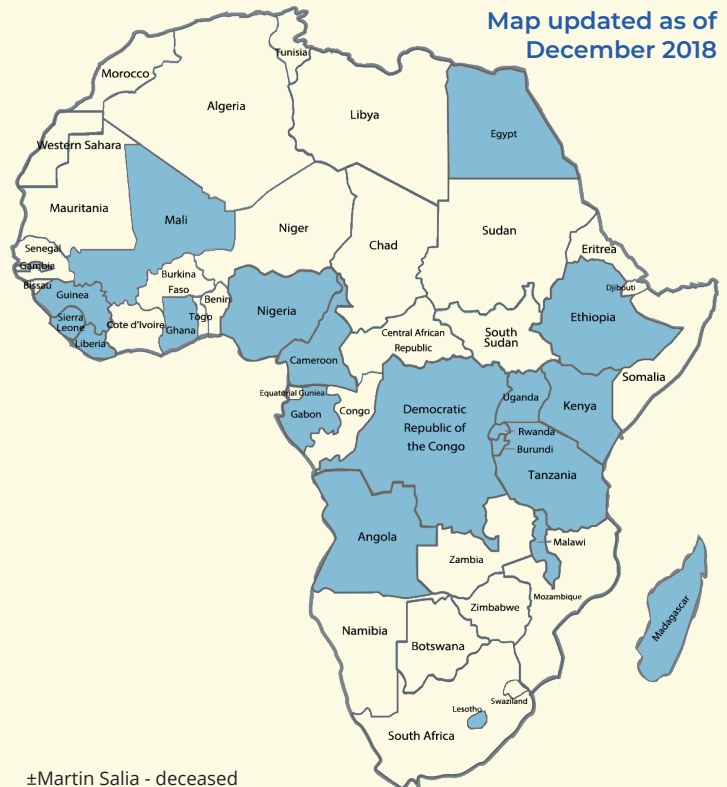 Map updated as of
December 2018
Tunisia
Morocco
Algeria
Libya
Egypt
Western Sahara
Mauritania
Mali
Niger
Chad
Sudan
Eritrea
Senegal
Gambia
Bissau
Guinea
Burkina
Faso
Benin
Nigeria
Djibouti
Ethiopia
Sierra
Leone
Liberia
Cote d'Ivoire
Ghana
Togo
Central African
Republic
South
Sudan
Somalia
Cameroon
Equatorial Guniea
Gabon
Congo
Democratic
Republic of
the Congo
Uganda
Kenya
Rwanda
Burundi
Tanzania
Angola
Zambia
Malawi
Mozambique
Zimbabwe
Namibia
Botswana
Madagascar
Swaziland
Lesotho
South Africa
±Martin Salia - deceased